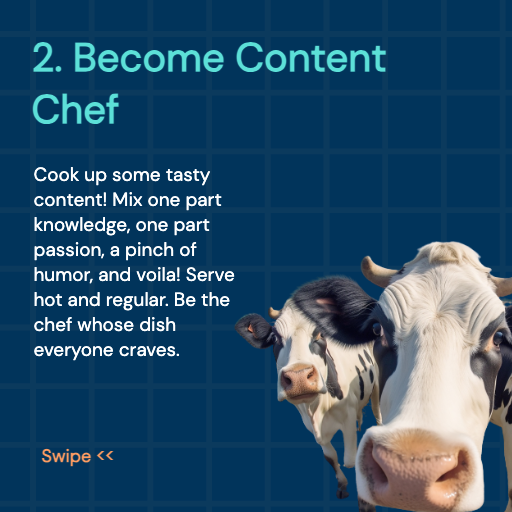 2. Become Content
Chef
Cook up some tasty
content! Mix one part
knowledge, one part
passion, a pinch of
humor, and voila! Serve
hot and regular. Be the
chef whose dish
everyone craves.
Swipe <<